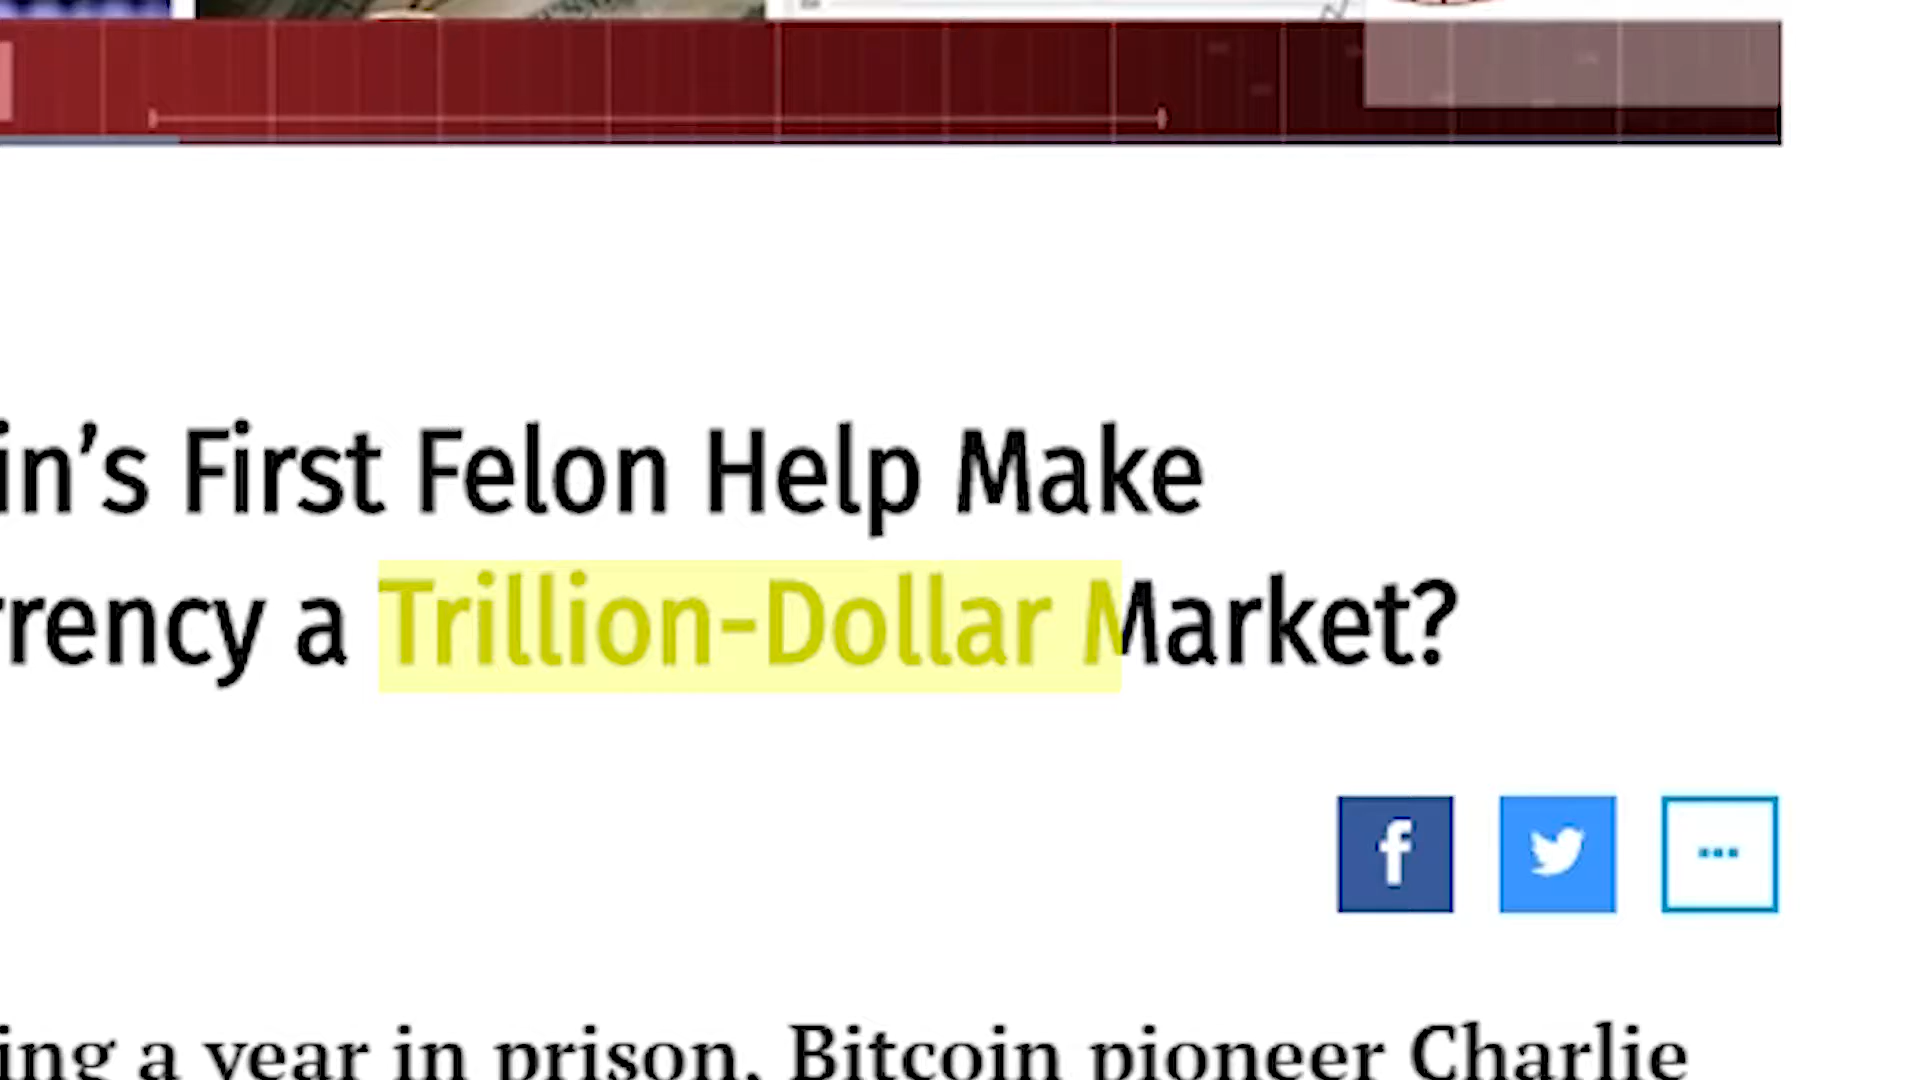 in's First Felon Help Make
rrency a Trillion-Dollar Market?
f
ing a year in prison, Bitcoin pioneer Charlie